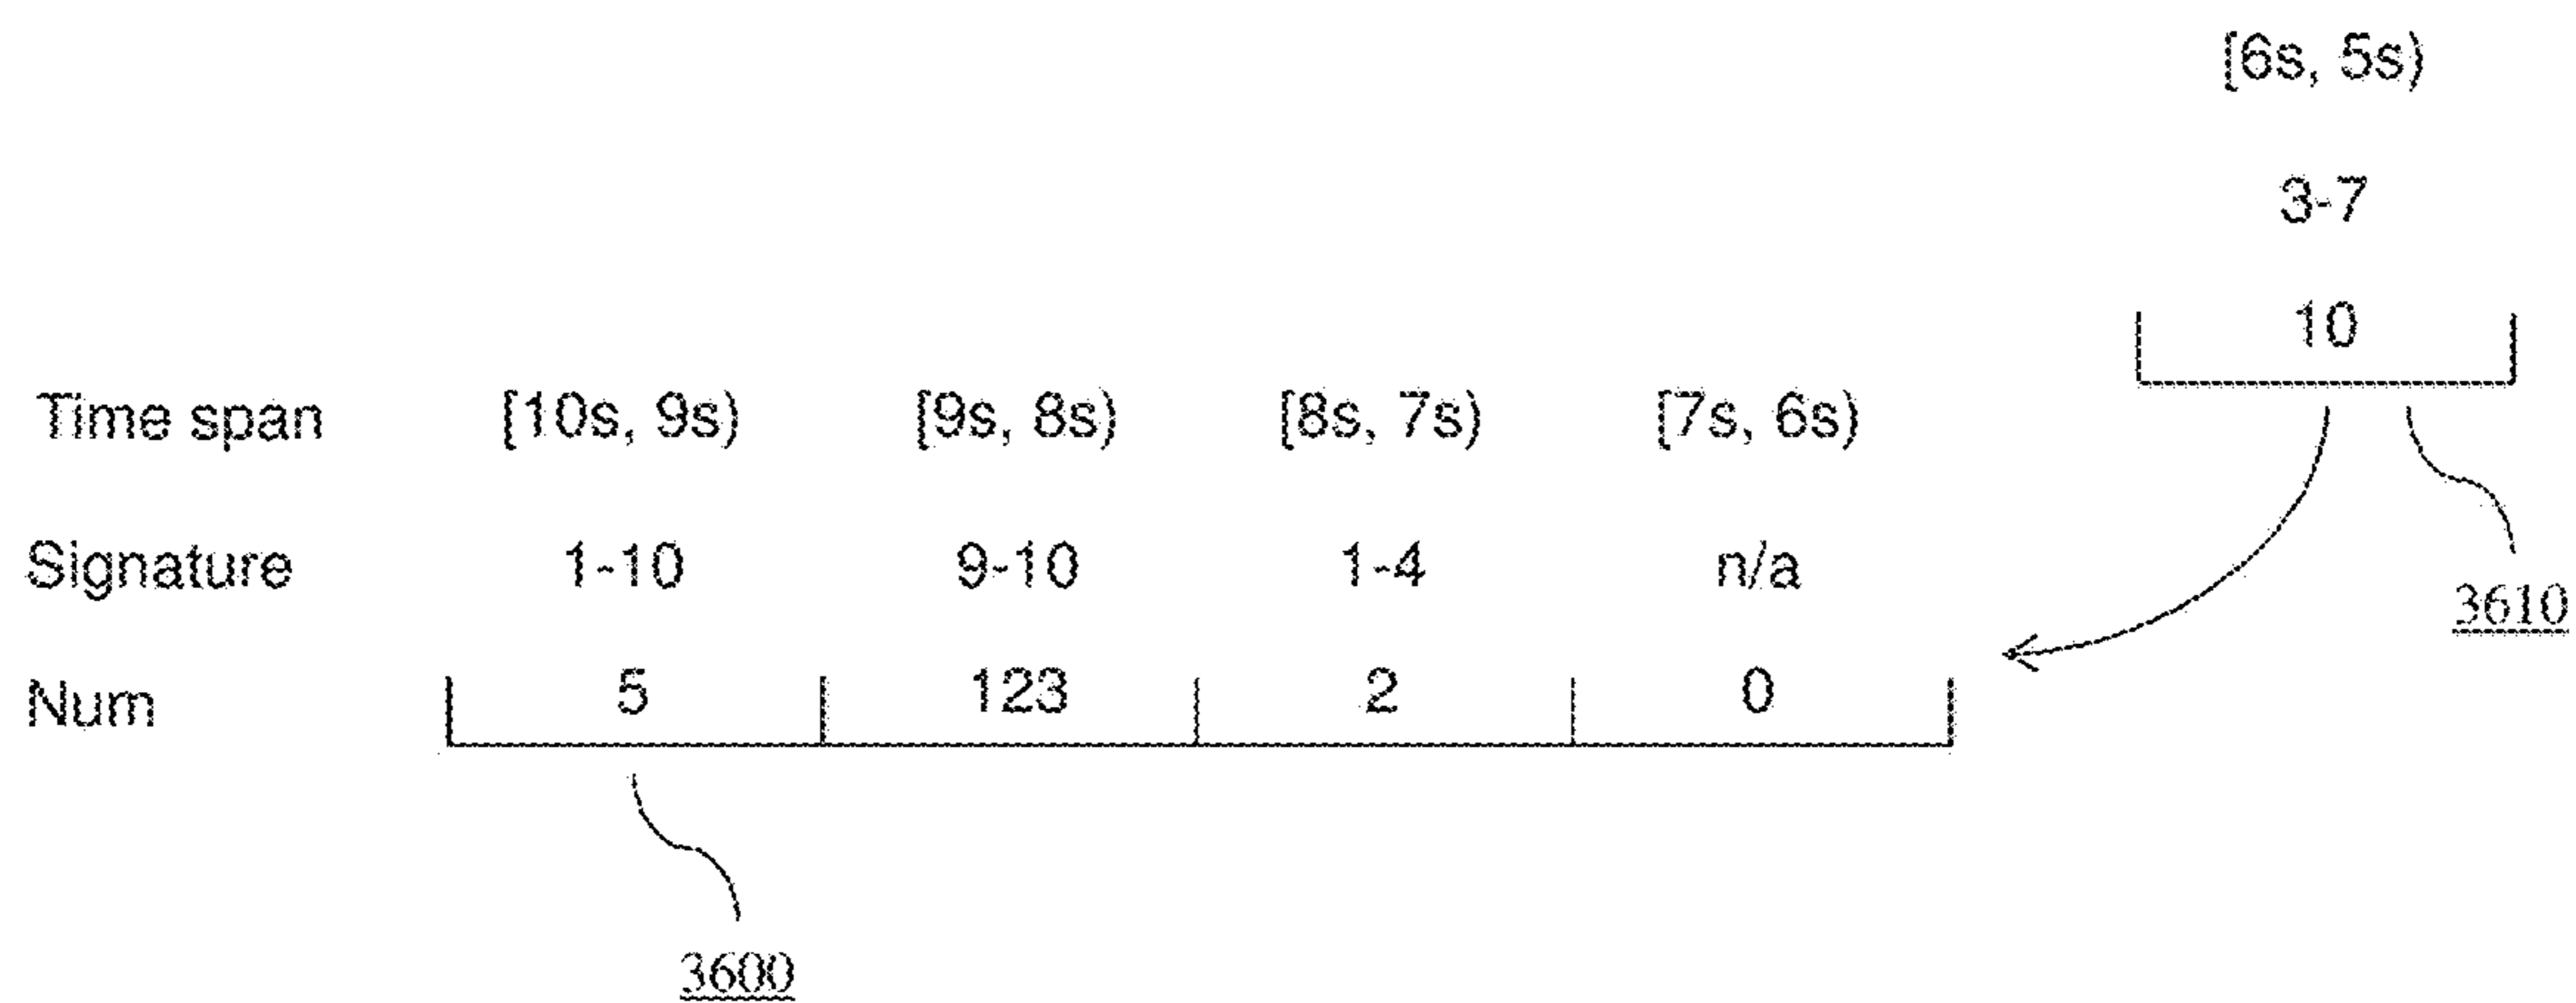 [6s, 5s)
3-7
10
Time span [10s, 9s) [9s, 8s) [8s, 7s) [7s, 6s)
Signature 1-10 9-10 1-4 n/a
3610
Num 5 123 2 0
3600